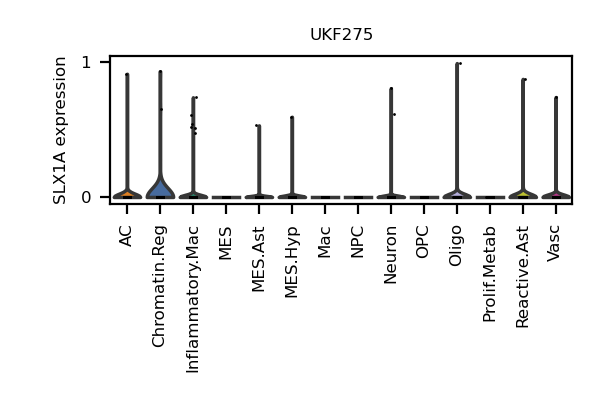 UKF275
SLX1A expression
1
0
AC
Chromatin.Reg
Inflammatory.Mac
MES
MES.Ast
MES.Hyp
Mac
NPC
Neuron
OPC
Oligo
Prolif.Metab
Reactive.Ast
Vasc